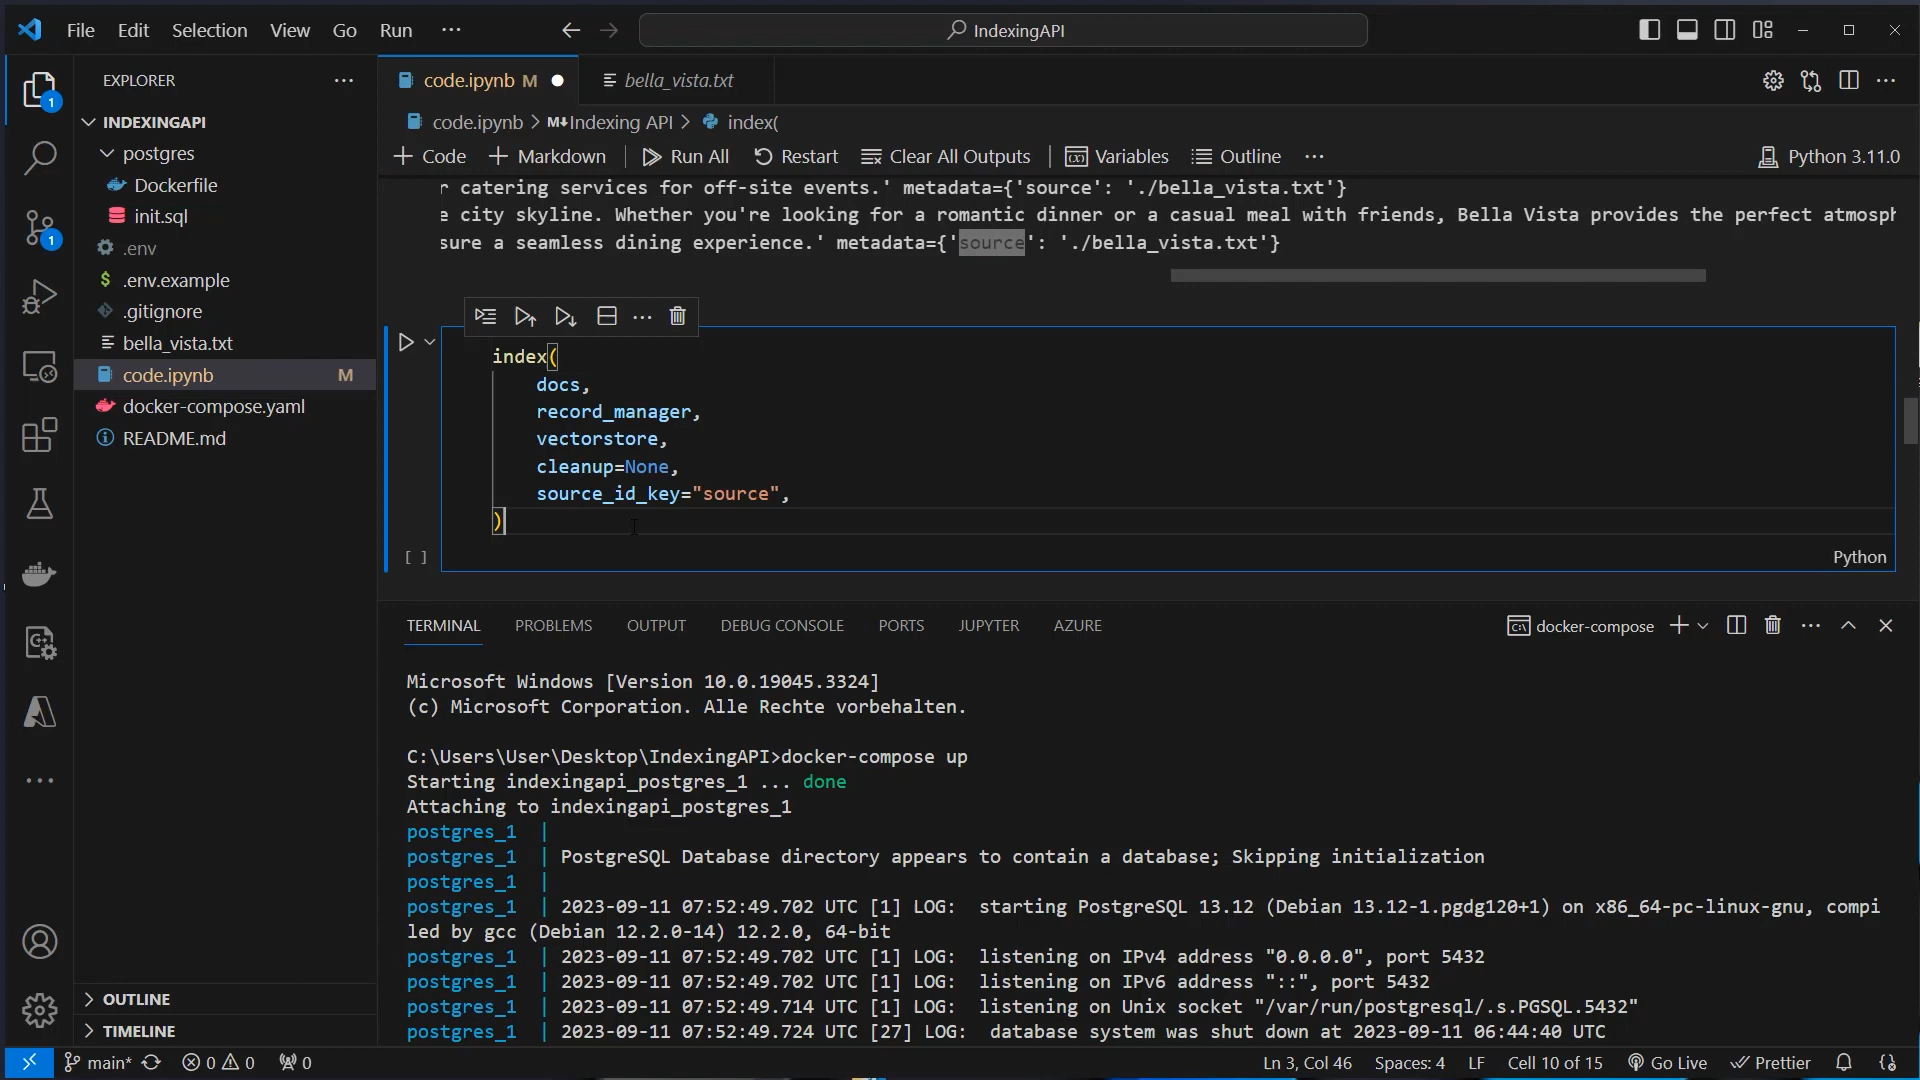 File Edit Selection View Go Run ... IndexingAPI
EXPLORER ...
1
1
INDEXINGAPI
postgres
Dockerfile
init.sql
.env
.env.example
.gitignore
bella_vista.txt
code.ipynb M
docker-compose.yaml
README.md
OUTLINE
TIMELINE
code.ipynb M bella_vista.txt
code.ipynb > M↓Indexing API > index(
+ Code + Markdown Run All Restart Clear All Outputs Variables Outline ... Python 3.11.0
r catering services for off-site events.' metadata={'source': './bella_vista.txt'}
e city skyline. Whether you're looking for a romantic dinner or a casual meal with friends, Bella Vista provides the perfect atmosph
sure a seamless dining experience.' metadata={'source': './bella_vista.txt'}
index(
docs,
record_manager,
vectorstore,
cleanup=None,
source_id_key="source",
)
[ ] Python
TERMINAL PROBLEMS OUTPUT DEBUG CONSOLE PORTS JUPYTER AZURE docker-compose
Microsoft Windows [Version 10.0.19045.3324]
(c) Microsoft Corporation. Alle Rechte vorbehalten.
C:\Users\User\Desktop\IndexingAPI>docker-compose up
Starting indexingapi_postgres_1 ... done
Attaching to indexingapi_postgres_1
postgres_1 |
postgres_1 | PostgreSQL Database directory appears to contain a database; Skipping initialization
postgres_1 |
postgres_1 | 2023-09-11 07:52:49.702 UTC [1] LOG: starting PostgreSQL 13.12 (Debian 13.12-1.pgdg120+1) on x86_64-pc-linux-gnu, compi
led by gcc (Debian 12.2.0-14) 12.2.0, 64-bit
postgres_1 | 2023-09-11 07:52:49.702 UTC [1] LOG: listening on IPv4 address "0.0.0.0", port 5432
postgres_1 | 2023-09-11 07:52:49.702 UTC [1] LOG: listening on IPv6 address "::", port 5432
postgres_1 | 2023-09-11 07:52:49.714 UTC [1] LOG: listening on Unix socket "/var/run/postgresql/.s.PGSQL.5432"
postgres_1 | 2023-09-11 07:52:49.724 UTC [27] LOG: database system was shut down at 2023-09-11 06:44:40 UTC
main* 0 0 0 Ln 3, Col 46 Spaces: 4 LF Cell 10 of 15 Go Live Prettier